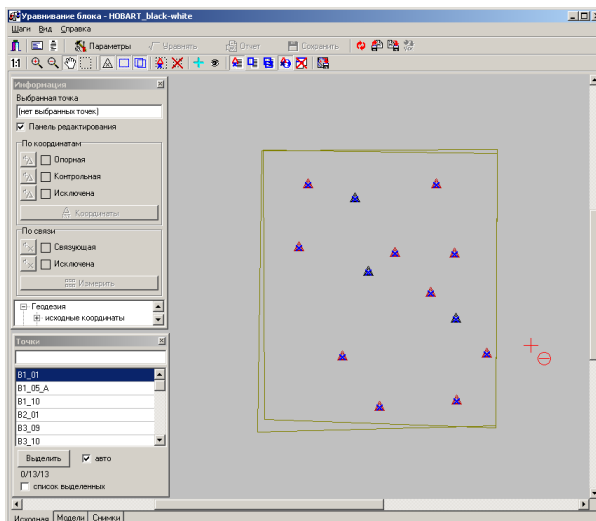 Уравнивание блока - HOBART_black-white
Шаги Вид Справка
Параметры Уравнять Отчет Сохранить
1:1
Информация
Выбранная точка
(нет выбранных точек)
Панель редактирования
По координатам
Опорная
Контрольная
Исключена
Координаты
По связи
Связующая
Исключена
Измерить
Геодезия
исходные координаты
Точки
B1_01
B1_05_A
B1_10
B2_01
B3_09
B3_10
Выделить авто
0/13/13
список выделенных
Исходная Модели Снимки